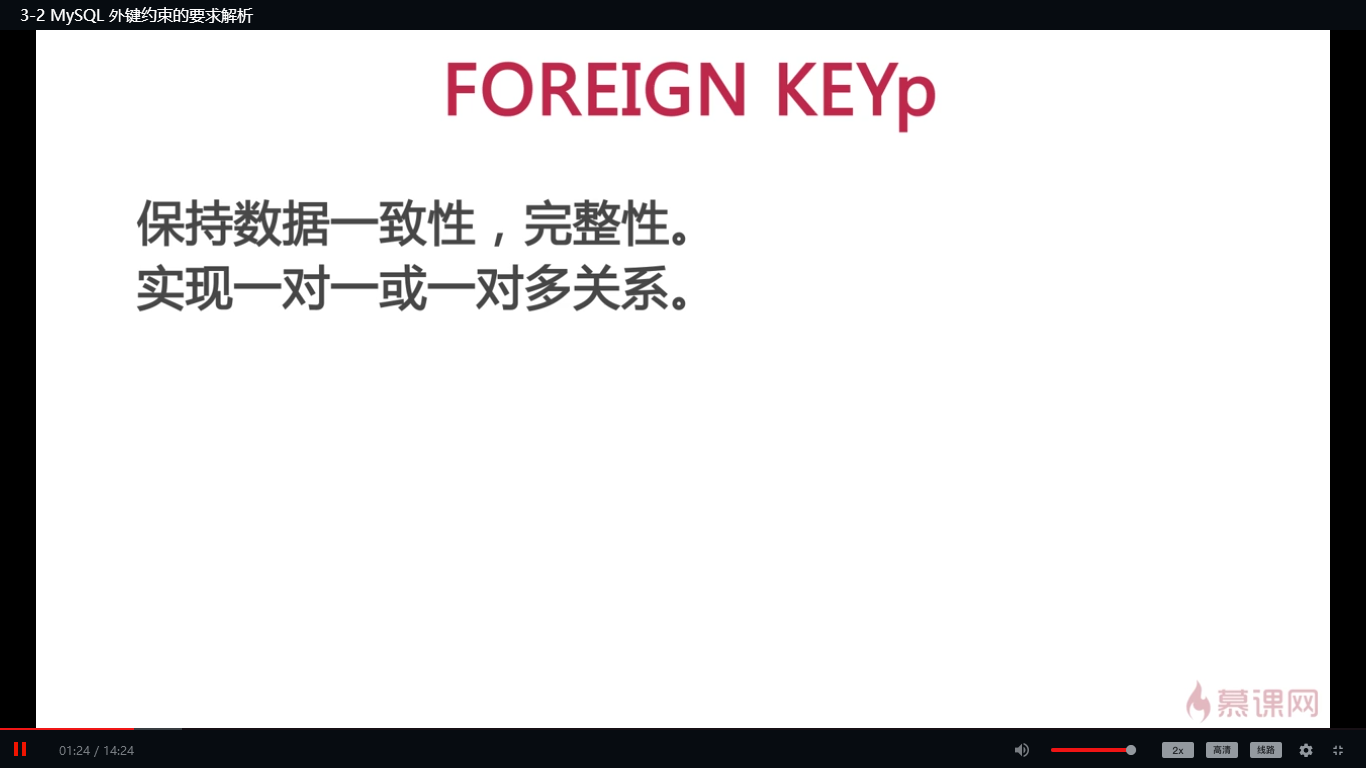 3-2 MySQL 外键约束的要求解析
FOREIGN KEYp
保持数据一致性，完整性。
实现一对一或一对多关系。
慕课网
01:24 / 14:24
2x
高清
线路